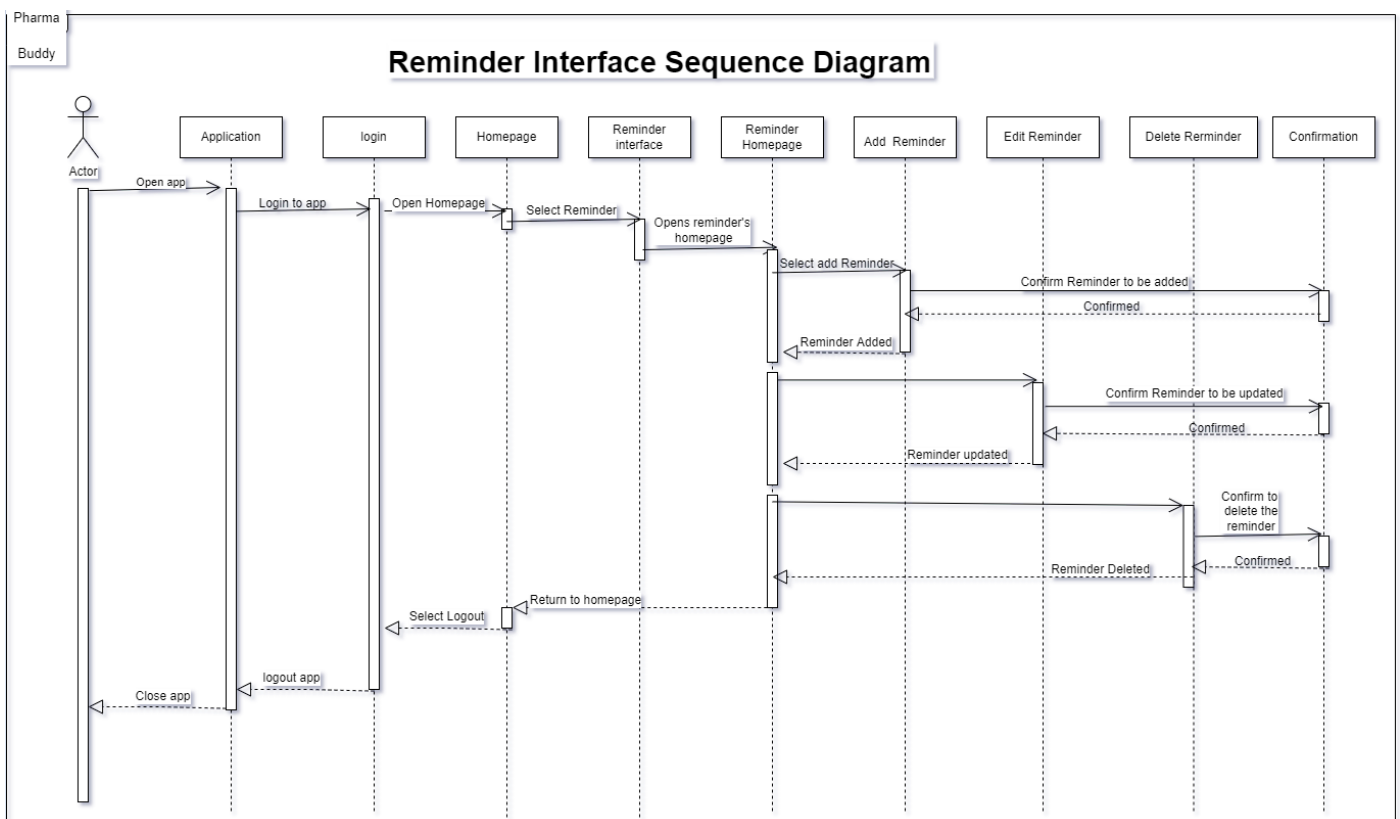 Pharma
Buddy
Reminder Interface Sequence Diagram
Actor
Application
login
Homepage
Reminder
interface
Reminder
Homepage
Add Reminder
Edit Reminder
Delete Rerminder
Confirmation
Open app
Login to app
Open Homepage
Select Reminder
Opens reminder's
homepage
Select add Reminder
Confirm Reminder to be added
Confirmed
Reminder Added
Confirm Reminder to be updated
Confirmed
Reminder updated
Confirm to
delete the
reminder
Confirmed
Reminder Deleted
Return to homepage
Select Logout
logout app
Close app